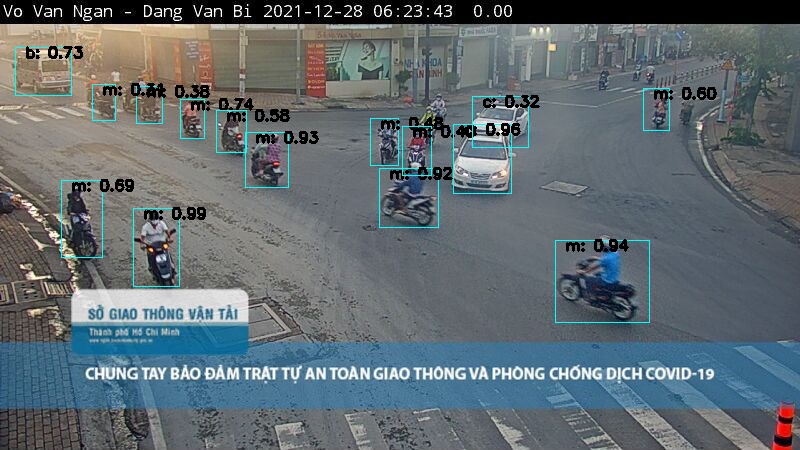 Vo Van Ngan - Dang Van Bi 2021-12-28 06:23:43  0.00
b: 0.73
m: 0.38
m: 0.74
m: 0.58
m: 0.93
c: 0.32
0.96
m: 0.60
m: 0.92
m: 0.69
m: 0.99
m: 0.94
NHA KHOA
SỞ GIAO THÔNG VẬN TẢI
Thành phố Hồ Chí Minh
CHUNG TAY BẢO ĐẢM TRẬT TỰ AN TOÀN GIAO THÔNG VÀ PHÒNG CHỐNG DỊCH COVID-19